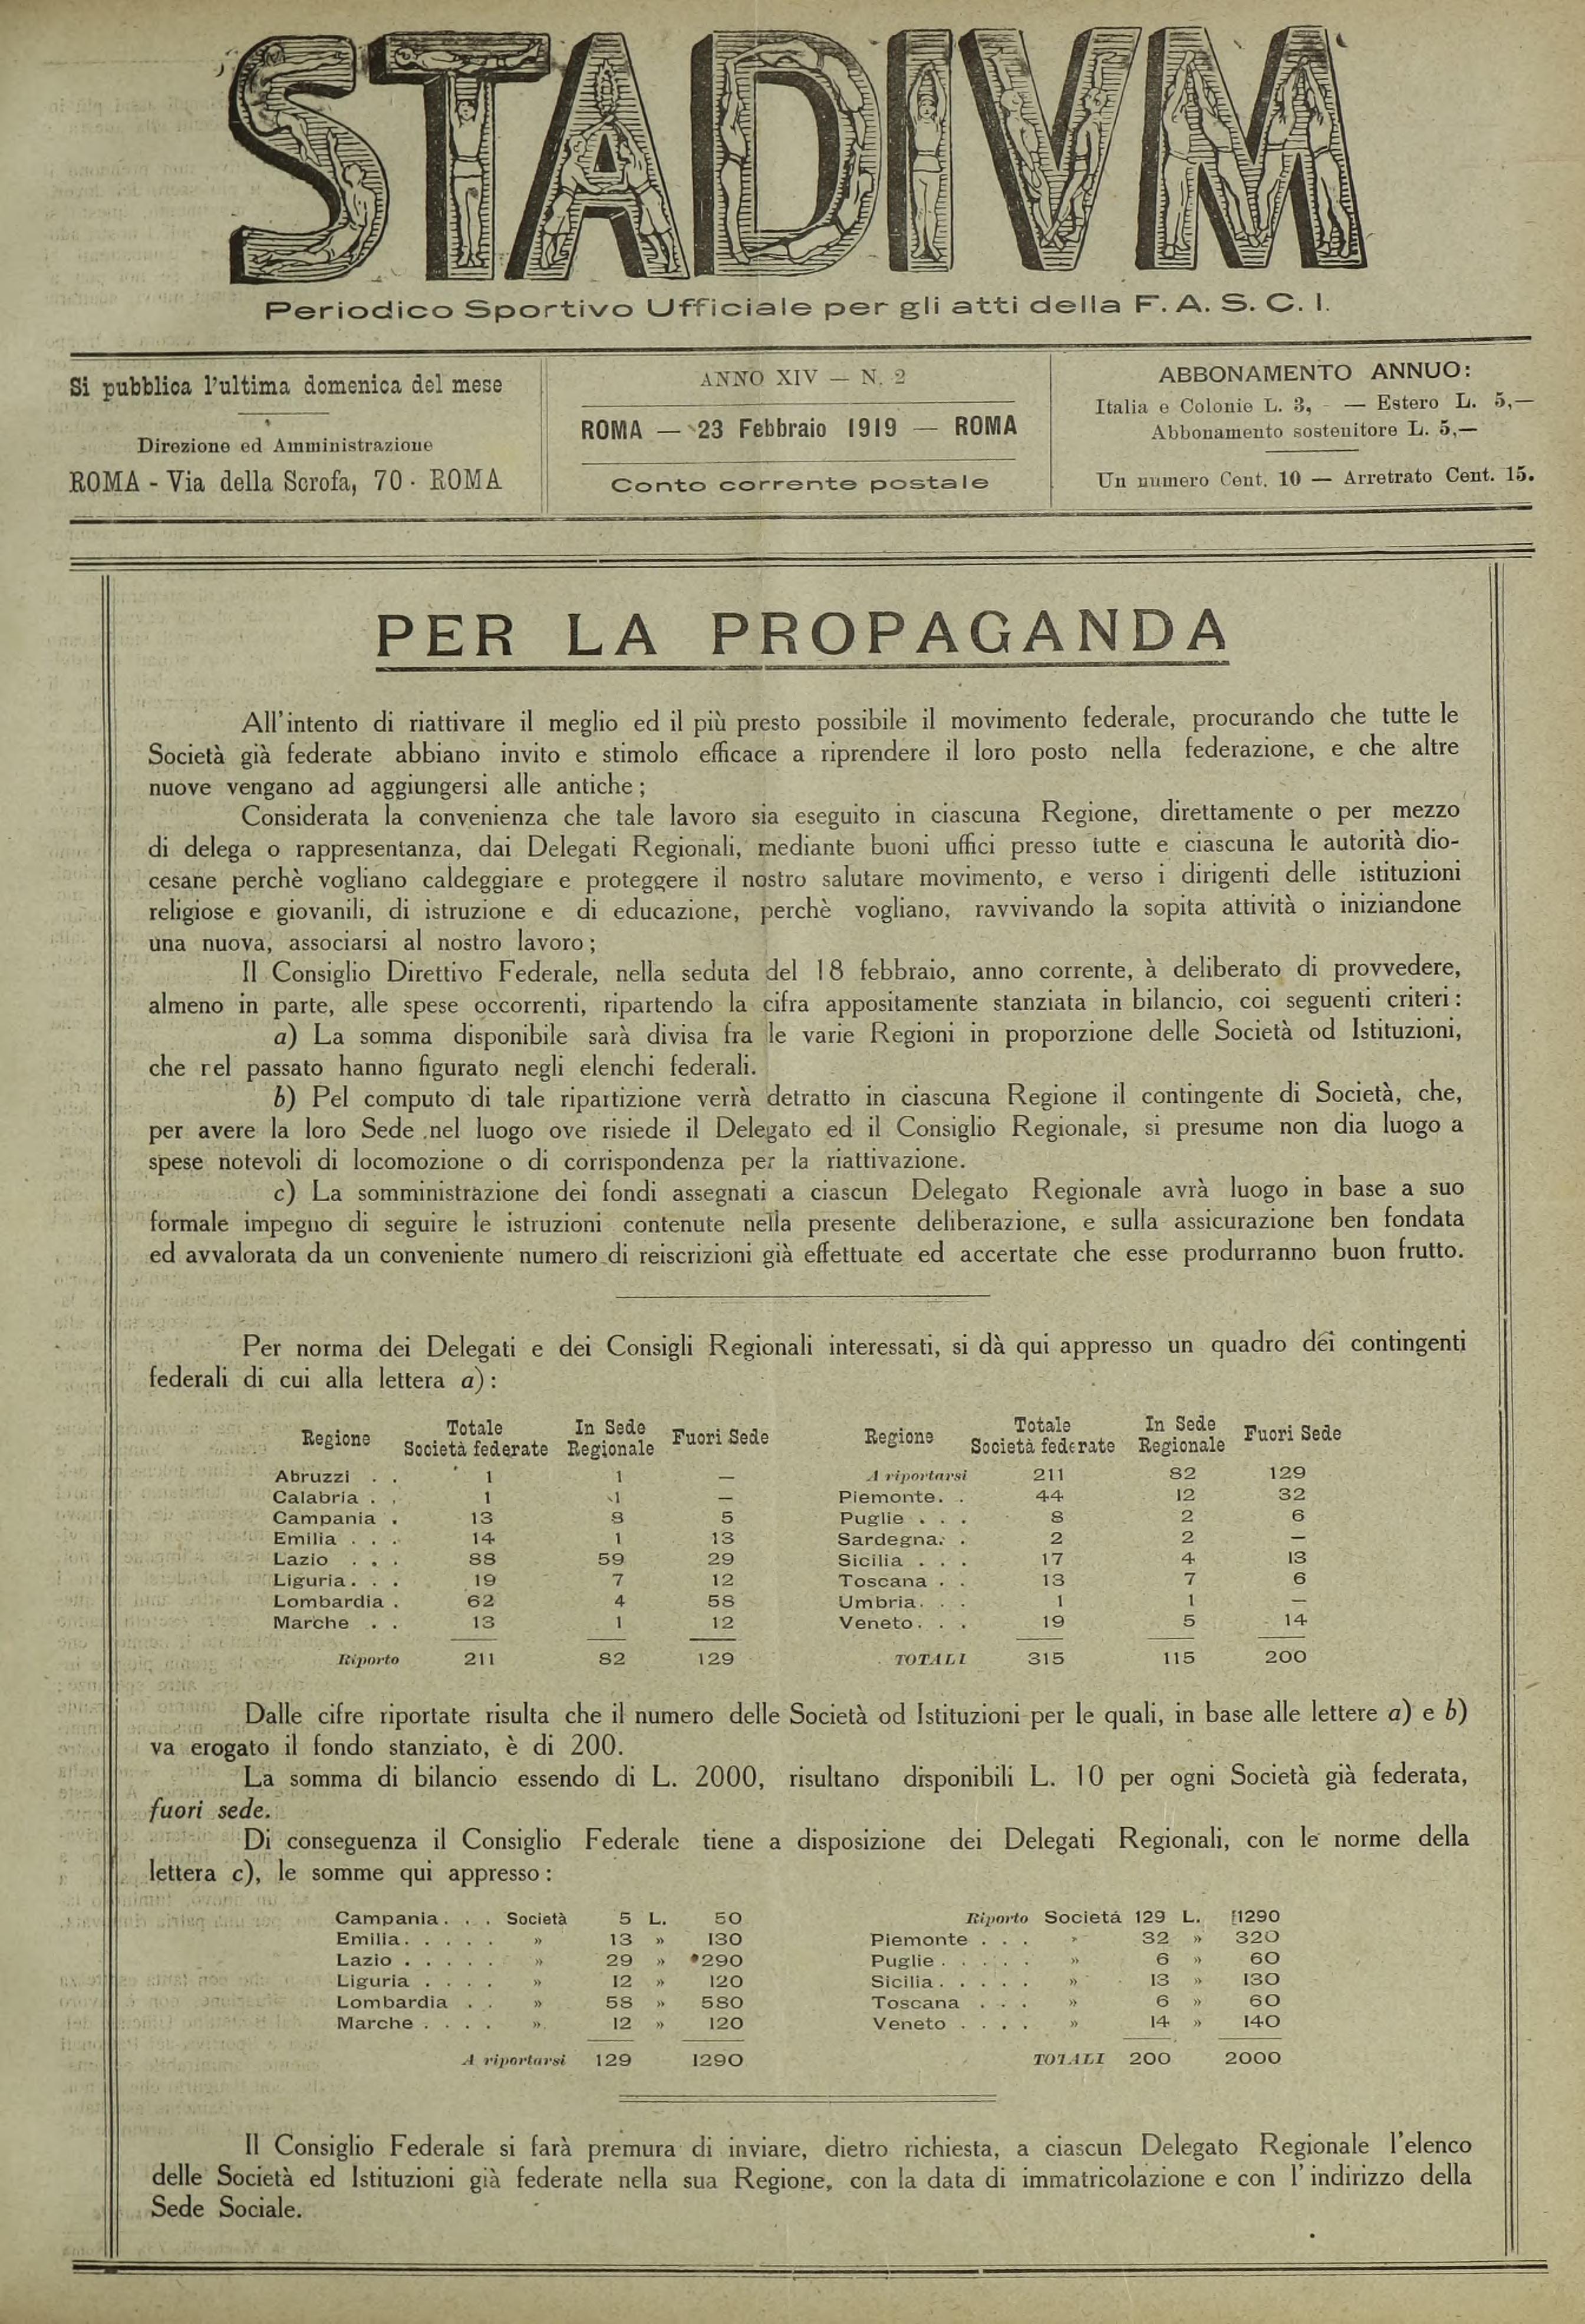 STADIVM
Periodico Sportivo Ufficiale per gli atti della F. A. S. C. I.
Si pubblica l'ultima domenica del mese
Direzione ed Amministrazione
ROMA - Via della Scrofa, 70 - ROMA
ANNO XIV — N. 2
ROMA — 23 Febbraio 1919 — ROMA
Conto corrente postale
ABBONAMENTO ANNUO:
Italia e Colonie L. 3, — Estero L. 5,—
Abbonamento sostenitore L. 5,—
Un numero Cent. 10 — Arretrato Cent. 15.
PER LA PROPAGANDA
All'intento di riattivare il meglio ed il più presto possibile il movimento federale, procurando che tutte le
Società già federate abbiano invito e stimolo efficace a riprendere il loro posto nella federazione, e che altre
nuove vengano ad aggiungersi alle antiche ;
Considerata la convenienza che tale lavoro sia eseguito in ciascuna Regione, direttamente o per mezzo
di delega o rappresentanza, dai Delegati Regionali, mediante buoni uffici presso tutte e ciascuna le autorità dio-
cesane perchè vogliano caldeggiare e proteggere il nostro salutare movimento, e verso i dirigenti delle istituzioni
religiose e giovanili, di istruzione e di educazione, perchè vogliano, ravvivando la sopita attività o iniziandone
una nuova, associarsi al nostro lavoro ;
Il Consiglio Direttivo Federale, nella seduta del 18 febbraio, anno corrente, à deliberato di provvedere,
almeno in parte, alle spese occorrenti, ripartendo la cifra appositamente stanziata in bilancio, coi seguenti criteri :
a) La somma disponibile sarà divisa fra le varie Regioni in proporzione delle Società od Istituzioni,
che rel passato hanno figurato negli elenchi federali.
b) Pel computo di tale ripartizione verrà detratto in ciascuna Regione il contingente di Società, che,
per avere la loro Sede nel luogo ove risiede il Delegato ed il Consiglio Regionale, si presume non dia luogo a
spese notevoli di locomozione o di corrispondenza per la riattivazione.
c) La somministrazione dei fondi assegnati a ciascun Delegato Regionale avrà luogo in base a suo
formale impegno di seguire le istruzioni contenute nella presente deliberazione, e sulla assicurazione ben fondata
ed avvalorata da un conveniente numero di reiscrizioni già effettuate ed accertate che esse produrranno buon frutto.
Per norma dei Delegati e dei Consigli Regionali interessati, si dà qui appresso un quadro dei contingenti
federali di cui alla lettera a) :
Regione Totale Società federate In Sede Regionale Fuori Sede
Abruzzi . . 1 1 —
Calabria . . 1 1 —
Campania . 13 8 5
Emilia . . . 14 1 13
Lazio . . . 88 59 29
Liguria . . . 19 7 12
Lombardia . 62 4 58
Marche . . 13 1 12
Riporto 211 82 129
Regione Totale Società federate In Sede Regionale Fuori Sede
A riportarsi 211 82 129
Piemonte . . 44 12 32
Puglie . . . 8 2 6
Sardegna . . 2 2 —
Sicilia . . . 17 4 13
Toscana . . 13 7 6
Umbria . . . 1 1 —
Veneto . . . 19 5 14
TOTALI 315 115 200
Dalle cifre riportate risulta che il numero delle Società od Istituzioni per le quali, in base alle lettere a) e b)
va erogato il fondo stanziato, è di 200.
La somma di bilancio essendo di L. 2000, risultano disponibili L. 10 per ogni Società già federata,
fuori sede.
Di conseguenza il Consiglio Federale tiene a disposizione dei Delegati Regionali, con le norme della
lettera c), le somme qui appresso :
Campania . . . Società 5 L. 50
Emilia . . . . . » 13 » 130
Lazio . . . . . » 29 » 290
Liguria . . . . » 12 » 120
Lombardia . . » 58 » 580
Marche . . . . » 12 » 120
A riportarsi 129 1290
Riporto Società 129 L. 1290
Piemonte . . . » 32 » 320
Puglie . . . . . » 6 » 60
Sicilia . . . . . » 13 » 130
Toscana . . . » 6 » 60
Veneto . . . . » 14 » 140
TOTALI 200 2000
Il Consiglio Federale si farà premura di inviare, dietro richiesta, a ciascun Delegato Regionale l'elenco
delle Società ed Istituzioni già federate nella sua Regione, con la data di immatricolazione e con l'indirizzo della
Sede Sociale.